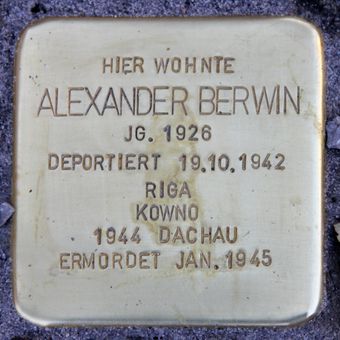 HIER WOHNTE
ALEXANDER BERWIN
JG. 1926
DEPORTIERT 19.10.1942
RIGA
KOWNO
1944 DACHAU
ERMORDET JAN. 1945